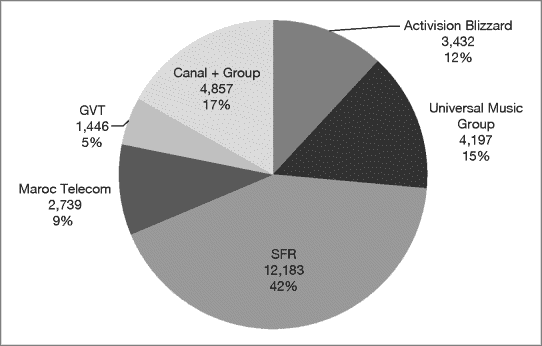 Activision Blizzard
3,432
12%
Universal Music
Group
4,197
15%
SFR
12,183
42%
Maroc Telecom
2,739
9%
GVT
1,446
5%
Canal + Group
4,857
17%